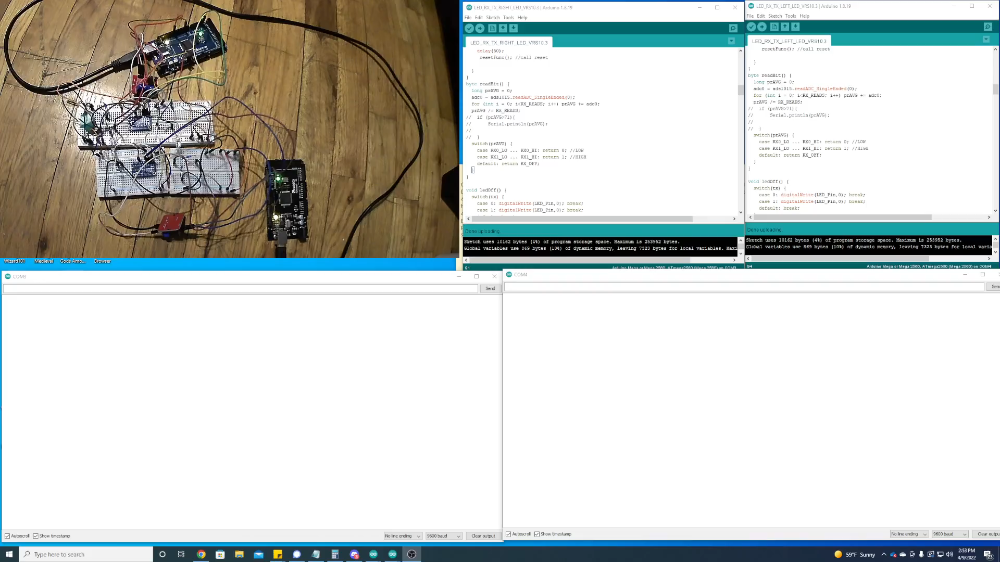 LED_RX_TX_RIGHT_LED_VRS10.3 | Arduino 1.8.19
File Edit Sketch Tools Help
LED_RX_TX_RIGHT_LED_VRS10.3
delay(50);
resetFunc(); //call reset
}
}
byte readBit() {
long prAVG = 0;
adc0 = ads1015.readADC_SingleEnded(0);
for (int i = 0; i<RX_READS; i++) prAVG += adc0;
prAVG /= RX_READS;
// if (prAVG>71){
// Serial.println(prAVG);
//
// }
switch(prAVG) {
case RX0_LO ... RX0_HI: return 0; //LOW
case RX1_LO ... RX1_HI: return 1; //HIGH
default: return RX_OFF;
}
}
void ledOff() {
switch(tx) {
case 0: digitalWrite(LED_Pin,0); break;
case 1: digitalWrite(LED_Pin,0); break;
Done uploading.
Sketch uses 10162 bytes (4%) of program storage space. Maximum is 253952 bytes.
Global variables use 869 bytes (10%) of dynamic memory, leaving 7323 bytes for local variables. Maxi
91
Arduino Mega or Mega 2560, ATmega2560 (Mega 2560) on COM3
LED_RX_TX_LEFT_LED_VRS10.3 | Arduino 1.8.19
File Edit Sketch Tools Help
LED_RX_TX_LEFT_LED_VRS10.3
resetFunc(); //call reset
}
}
byte readBit() {
long prAVG = 0;
adc0 = ads1015.readADC_SingleEnded(0);
for (int i = 0; i<RX_READS; i++) prAVG += adc0;
prAVG /= RX_READS;
// if (prAVG>71){
// Serial.println(prAVG);
//
// }
switch(prAVG) {
case RX0_LO ... RX0_HI: return 0; //LOW
case RX1_LO ... RX1_HI: return 1; //HIGH
default: return RX_OFF;
}
}
void ledOff() {
switch(tx) {
case 0: digitalWrite(LED_Pin,0); break;
case 1: digitalWrite(LED_Pin,0); break;
default: break;
Done uploading.
Sketch uses 10162 bytes (4%) of program storage space. Maximum is 253952 bytes.
Global variables use 869 bytes (10%) of dynamic memory, leaving 7323 bytes for local varia
94
Arduino Mega or Mega 2560, ATmega2560 (Mega 2560) on COM4
Wizard101 Medieval Gods Amo... Browser
COM3
Send
Autoscroll Show timestamp No line ending 9600 baud Clear output
COM4
Send
Autoscroll Show timestamp No line ending 9600 baud Clear outpu
Type here to search
59°F Sunny
2:53 PM
4/9/2022
23